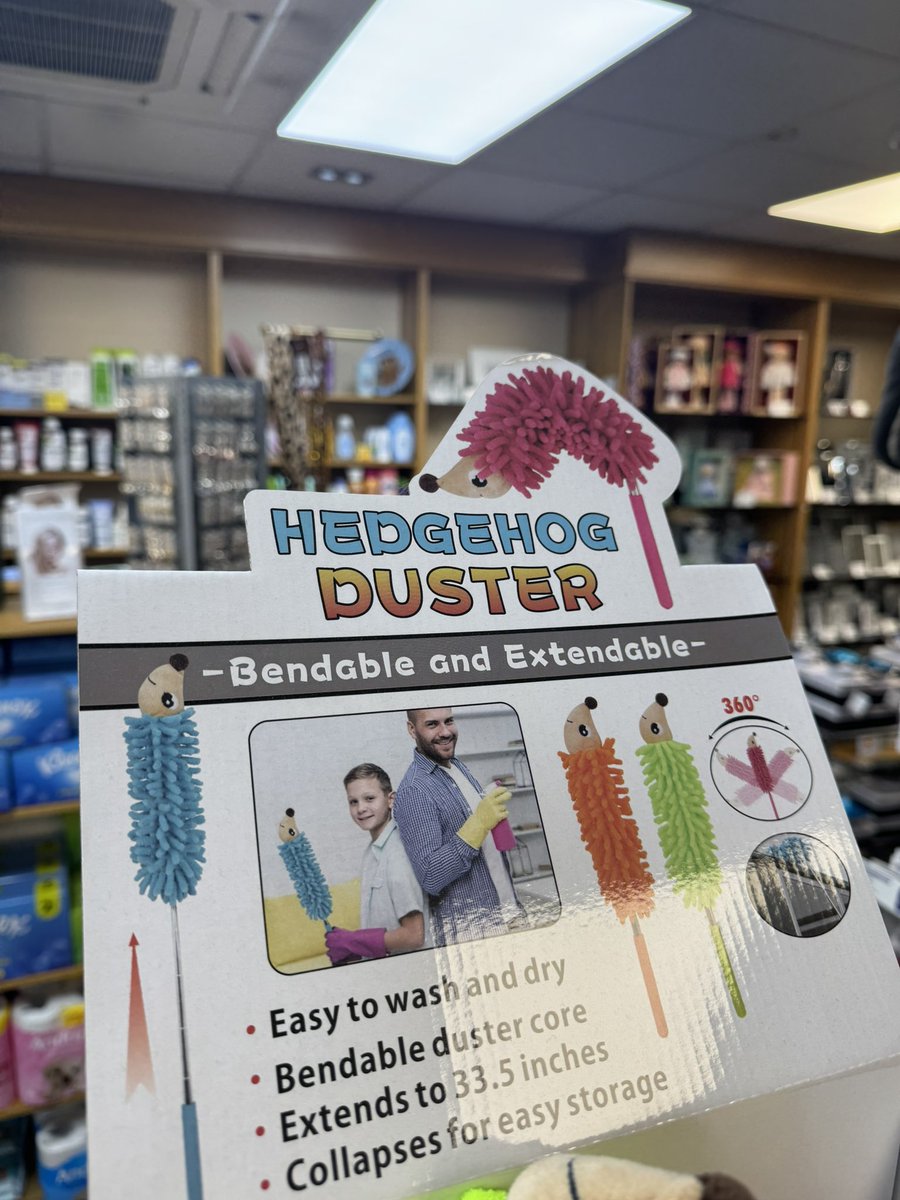 HEDGEHOG
DUSTER
-Bendable and Extendable-
360°
• Easy to wash and dry
• Bendable duster core
• Extends to 33.5 inches
• Collapses for easy storage